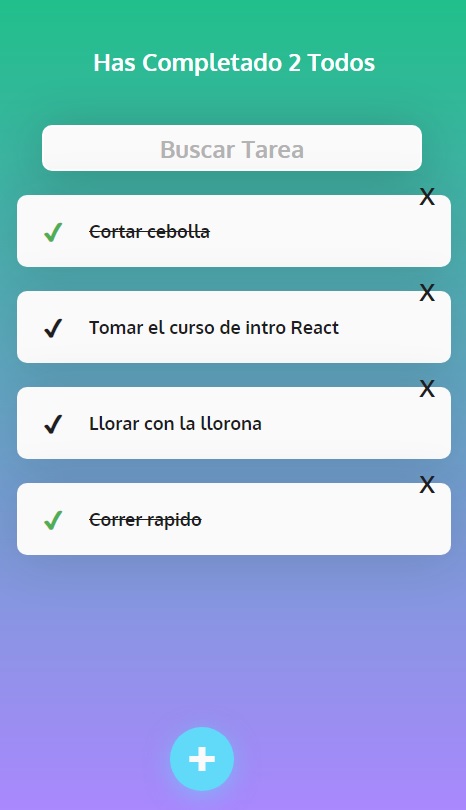 Has Completado 2 Todos
Buscar Tarea
X
✔ Cortar cebolla
X
✔ Tomar el curso de intro React
X
✔ Llorar con la llorona
X
✔ Correr rapido
+